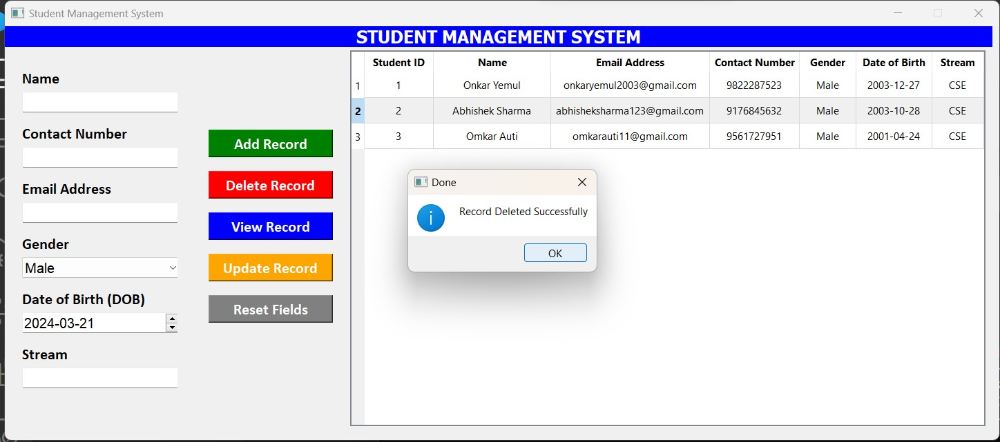 Student Management System
STUDENT MANAGEMENT SYSTEM
Name
Contact Number
Email Address
Gender
Male
Date of Birth (DOB)
2024-03-21
Stream
Add Record
Delete Record
View Record
Update Record
Reset Fields
Student ID Name Email Address Contact Number Gender Date of Birth Stream
1 1 Onkar Yemul onkaryemul2003@gmail.com 9822287523 Male 2003-12-27 CSE
2 2 Abhishek Sharma abhisheksharma123@gmail.com 9176845632 Male 2003-10-28 CSE
3 3 Omkar Auti omkarauti11@gmail.com 9561727951 Male 2001-04-24 CSE
Done
Record Deleted Successfully
OK